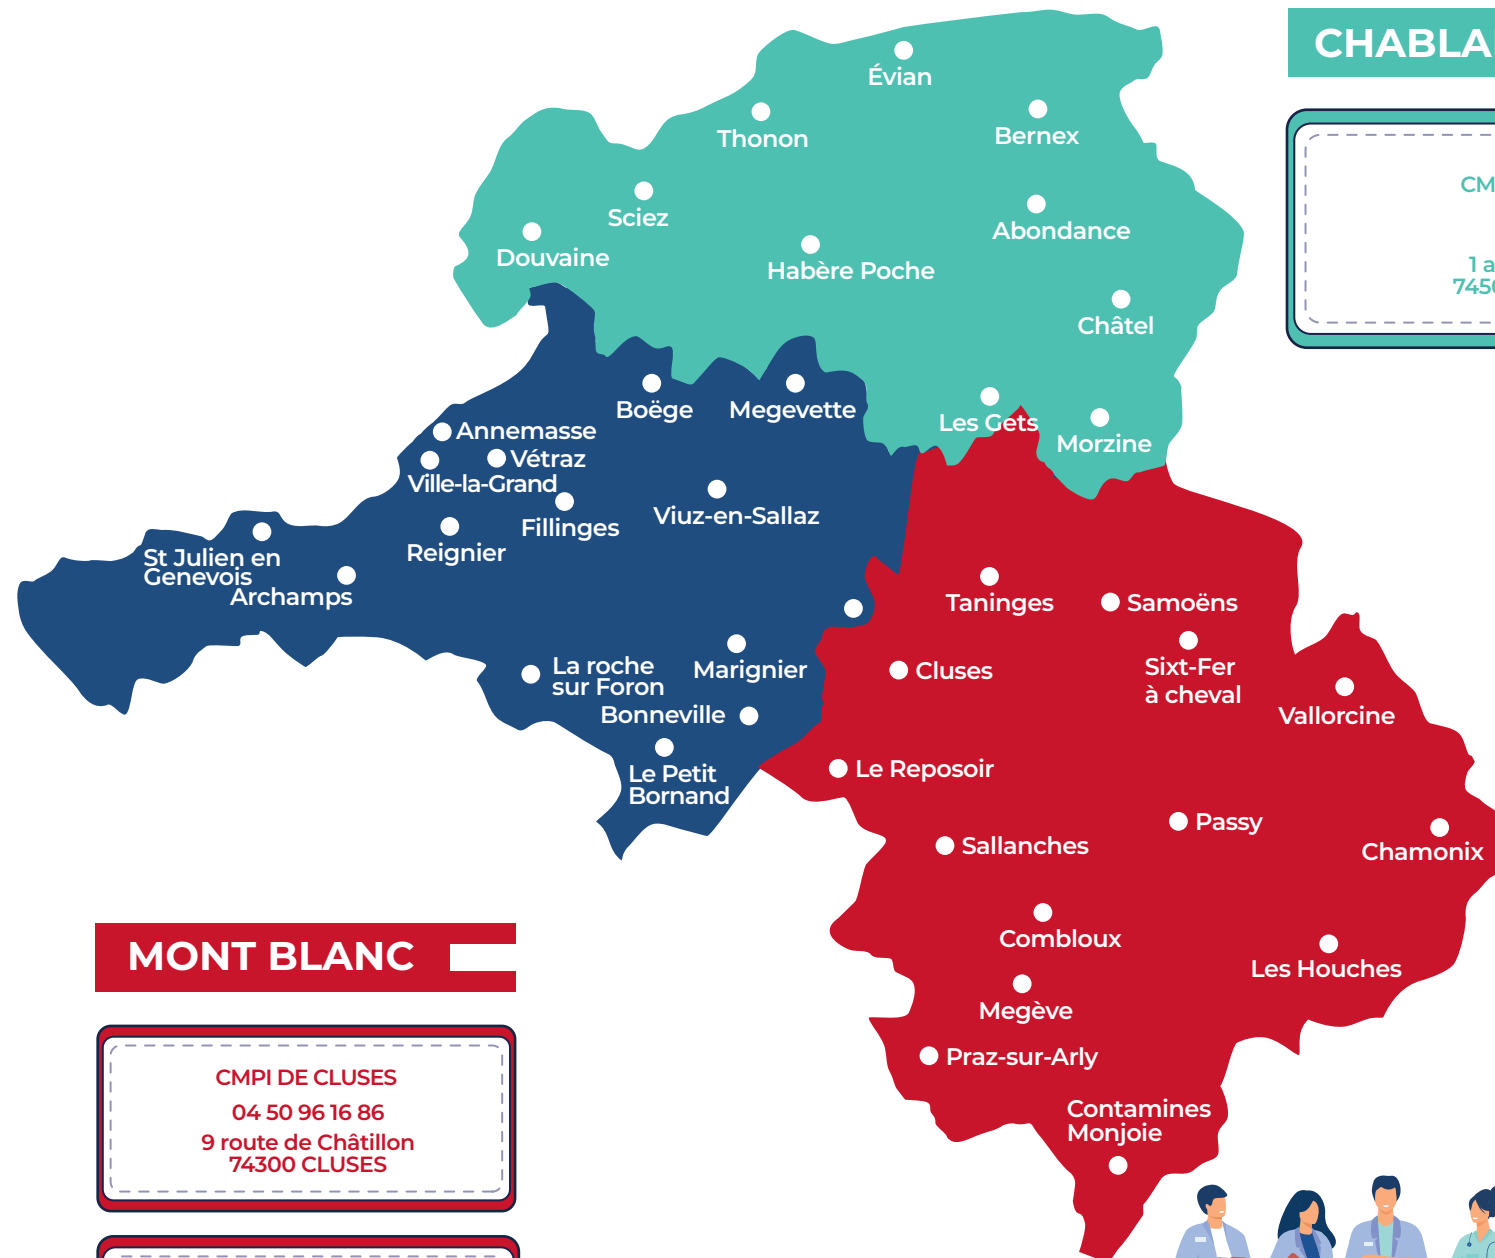 CHABLA
Évian
Thonon
Bernex
Sciez
Abondance
Douvaine
Habère Poche
Châtel
CM
1 a
745
Boëge
Megevette
Les Gets
Morzine
Annemasse
Vétraz
Ville-la-Grand
Fillinges
Viuz-en-Sallaz
Reignier
St Julien en
Genevois
Archamps
Taninges
Samoëns
La roche
sur Foron
Marignier
Cluses
Sixt-Fer
à cheval
Bonneville
Vallorcine
Le Petit
Bornand
Le Reposoir
Passy
Sallanches
Chamonix
Combloux
Les Houches
Megève
Praz-sur-Arly
Contamines
Monjoie
MONT BLANC
CMPI DE CLUSES
04 50 96 16 86
9 route de Châtillon
74300 CLUSES